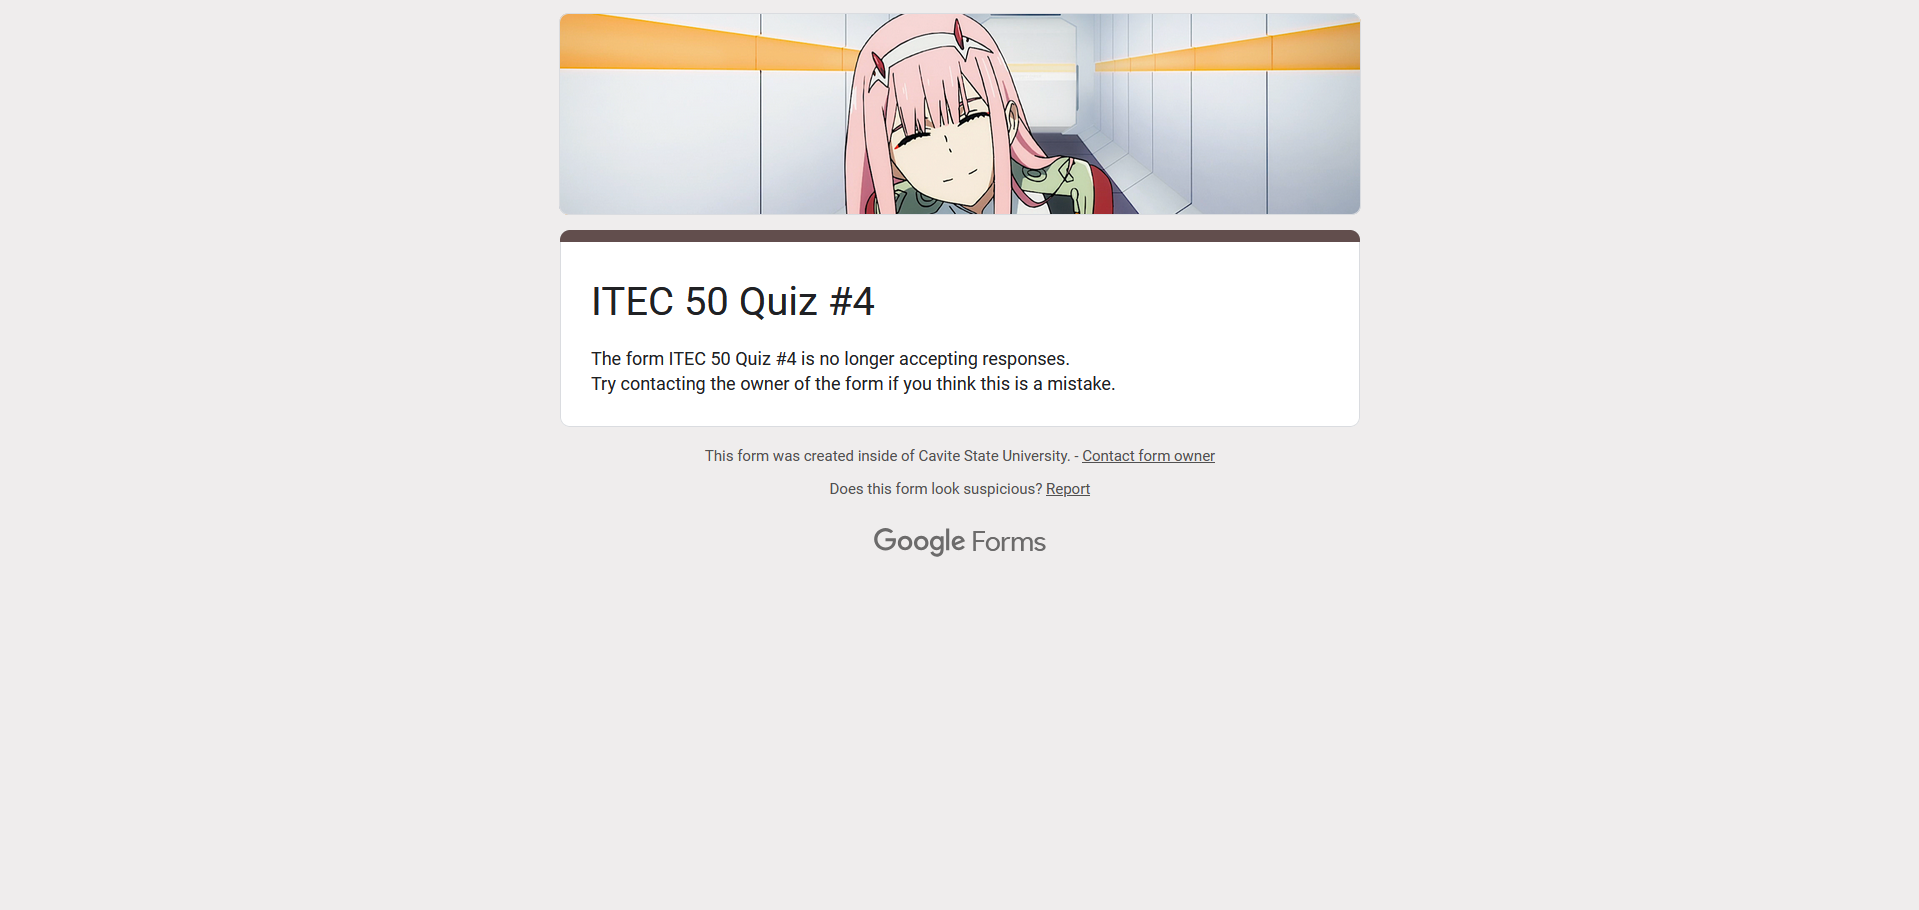 ITEC 50 Quiz #4
The form ITEC 50 Quiz #4 is no longer accepting responses.
Try contacting the owner of the form if you think this is a mistake.
This form was created inside of Cavite State University. - Contact form owner
Does this form look suspicious? Report
Google Forms